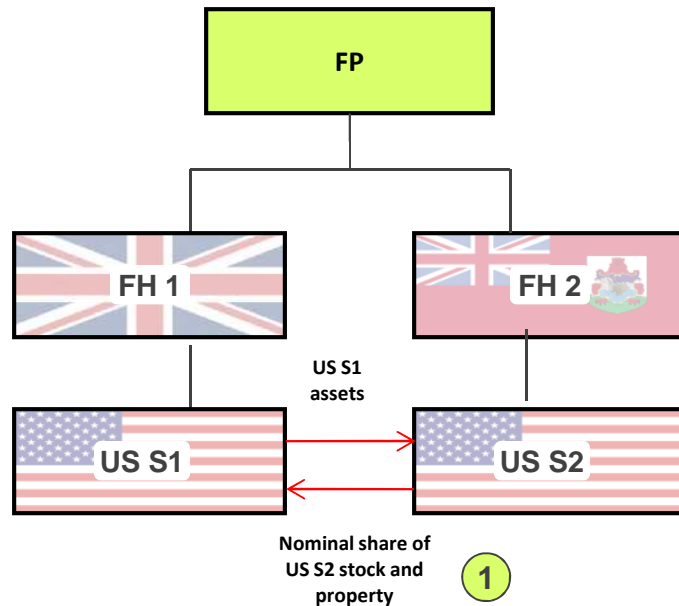 FP
FH 1
FH 2
US S1
assets
US S1
US S2
Nominal share of
US S2 stock and
property
1